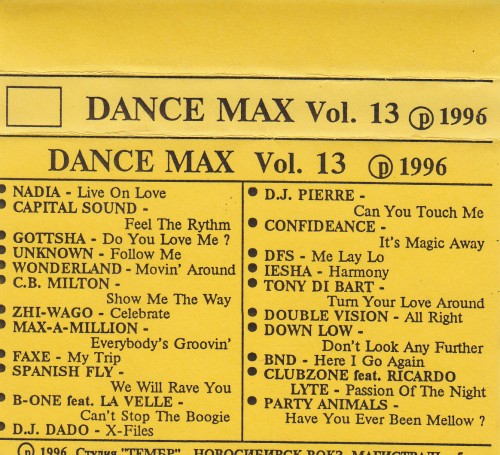 DANCE MAX Vol. 13 ℗ 1996
DANCE MAX Vol. 13 ℗ 1996
• NADIA - Live On Love
• CAPITAL SOUND -
Feel The Rythm
• GOTTSHA - Do You Love Me ?
• UNKNOWN - Follow Me
• WONDERLAND - Movin' Around
• C.B. MILTON -
Show Me The Way
• ZHI-WAGO - Celebrate
• MAX-A-MILLION -
Everybody's Groovin'
• FAXE - My Trip
• SPANISH FLY -
We Will Rave You
• B-ONE feat. LA VELLE -
Can't Stop The Boogie
• D.J. DADO - X-Files
• D.J. PIERRE -
Can You Touch Me
• CONFIDEANCE -
It's Magic Away
• DFS - Me Lay Lo
• IESHA - Harmony
• TONY DI BART -
Turn Your Love Around
• DOUBLE VISION - All Right
• DOWN LOW -
Don't Look Any Further
• BND - Here I Go Again
• CLUBZONE feat. RICARDO
LYTE - Passion Of The Night
• PARTY ANIMALS -
Have You Ever Been Mellow ?
℗ 1996 Студия "ТЕМЕР" НОВОСИБИРСК ВОКЗ. МАГИСТРАЛЬ